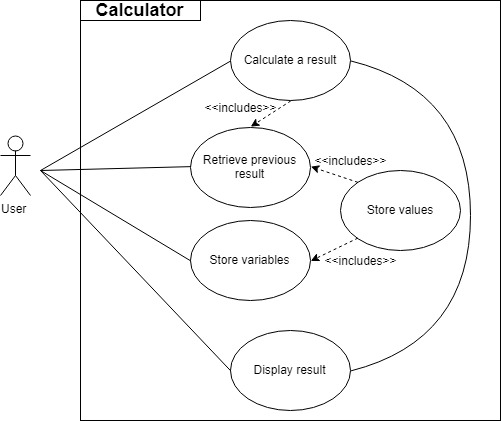 Calculator
Calculate a result
<<includes>>
Retrieve previous
result
<<includes>>
Store values
User
Store variables
<<includes>>
Display result